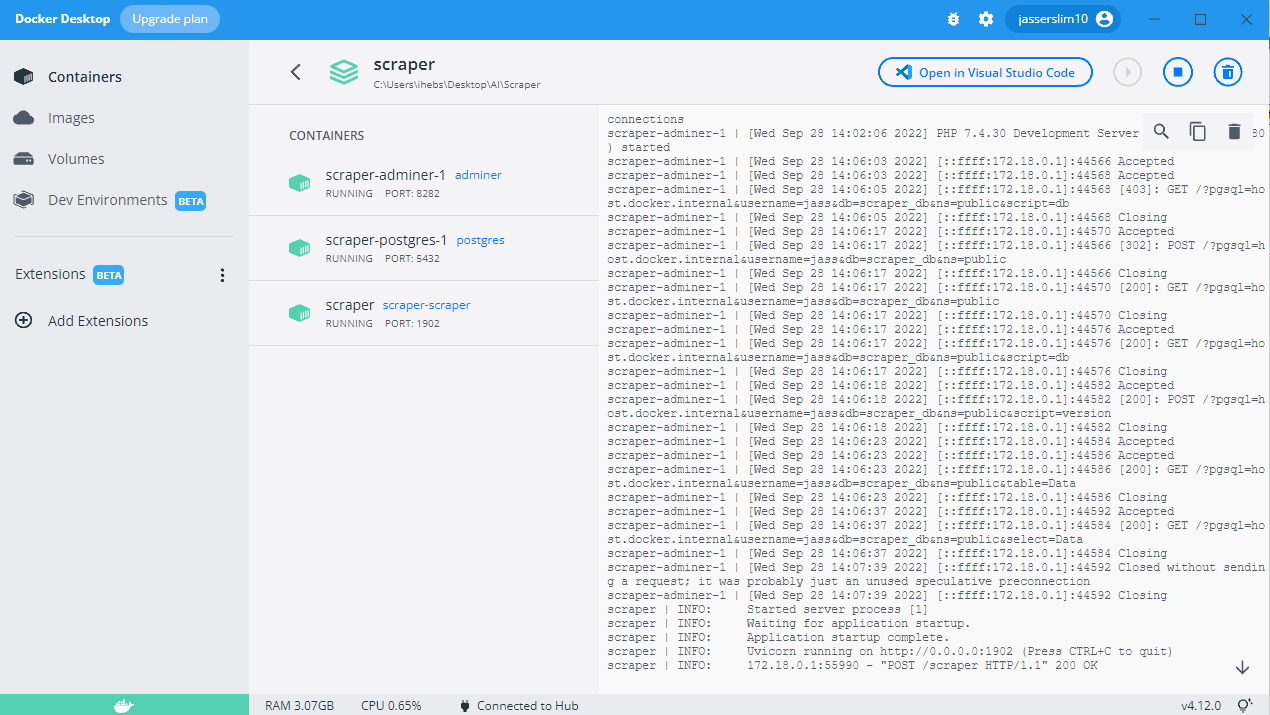 Docker Desktop
Upgrade plan
jasserslim10
Containers
Images
Volumes
Dev Environments BETA
Extensions BETA
Add Extensions
scraper
C:\Users\ihebs\Desktop\AI\Scraper
Open in Visual Studio Code
CONTAINERS
scraper-adminer-1 adminer
RUNNING PORT: 8282
scraper-postgres-1 postgres
RUNNING PORT: 5432
scraper scraper-scraper
RUNNING PORT: 1902
connections
scraper-adminer-1 | [Wed Sep 28 14:02:06 2022] PHP 7.4.30 Development Server 80
) started
scraper-adminer-1 | [Wed Sep 28 14:06:03 2022] [::ffff:172.18.0.1]:44566 Accepted
scraper-adminer-1 | [Wed Sep 28 14:06:03 2022] [::ffff:172.18.0.1]:44568 Accepted
scraper-adminer-1 | [Wed Sep 28 14:06:05 2022] [::ffff:172.18.0.1]:44568 [403]: GET /?pgsql=ho
st.docker.internal&username=jass&db=scraper_db&ns=public&script=db
scraper-adminer-1 | [Wed Sep 28 14:06:05 2022] [::ffff:172.18.0.1]:44568 Closing
scraper-adminer-1 | [Wed Sep 28 14:06:17 2022] [::ffff:172.18.0.1]:44570 Accepted
scraper-adminer-1 | [Wed Sep 28 14:06:17 2022] [::ffff:172.18.0.1]:44566 [302]: POST /?pgsql=h
ost.docker.internal&username=jass&db=scraper_db&ns=public
scraper-adminer-1 | [Wed Sep 28 14:06:17 2022] [::ffff:172.18.0.1]:44566 Closing
scraper-adminer-1 | [Wed Sep 28 14:06:17 2022] [::ffff:172.18.0.1]:44570 [200]: GET /?pgsql=ho
st.docker.internal&username=jass&db=scraper_db&ns=public
scraper-adminer-1 | [Wed Sep 28 14:06:17 2022] [::ffff:172.18.0.1]:44570 Closing
scraper-adminer-1 | [Wed Sep 28 14:06:17 2022] [::ffff:172.18.0.1]:44576 Accepted
scraper-adminer-1 | [Wed Sep 28 14:06:17 2022] [::ffff:172.18.0.1]:44576 [200]: GET /?pgsql=ho
st.docker.internal&username=jass&db=scraper_db&ns=public&script=db
scraper-adminer-1 | [Wed Sep 28 14:06:17 2022] [::ffff:172.18.0.1]:44576 Closing
scraper-adminer-1 | [Wed Sep 28 14:06:18 2022] [::ffff:172.18.0.1]:44582 Accepted
scraper-adminer-1 | [Wed Sep 28 14:06:18 2022] [::ffff:172.18.0.1]:44582 [200]: POST /?pgsql=h
ost.docker.internal&username=jass&db=scraper_db&ns=public&script=version
scraper-adminer-1 | [Wed Sep 28 14:06:18 2022] [::ffff:172.18.0.1]:44582 Closing
scraper-adminer-1 | [Wed Sep 28 14:06:23 2022] [::ffff:172.18.0.1]:44584 Accepted
scraper-adminer-1 | [Wed Sep 28 14:06:23 2022] [::ffff:172.18.0.1]:44586 Accepted
scraper-adminer-1 | [Wed Sep 28 14:06:23 2022] [::ffff:172.18.0.1]:44586 [200]: GET /?pgsql=ho
st.docker.internal&username=jass&db=scraper_db&ns=public&table=Data
scraper-adminer-1 | [Wed Sep 28 14:06:23 2022] [::ffff:172.18.0.1]:44586 Closing
scraper-adminer-1 | [Wed Sep 28 14:06:37 2022] [::ffff:172.18.0.1]:44592 Accepted
scraper-adminer-1 | [Wed Sep 28 14:06:37 2022] [::ffff:172.18.0.1]:44584 [200]: GET /?pgsql=ho
st.docker.internal&username=jass&db=scraper_db&ns=public&select=Data
scraper-adminer-1 | [Wed Sep 28 14:06:37 2022] [::ffff:172.18.0.1]:44584 Closing
scraper-adminer-1 | [Wed Sep 28 14:07:39 2022] [::ffff:172.18.0.1]:44592 Closed without sendin
g a request; it was probably just an unused speculative preconnection
scraper-adminer-1 | [Wed Sep 28 14:07:39 2022] [::ffff:172.18.0.1]:44592 Closing
scraper | INFO: Started server process [1]
scraper | INFO: Waiting for application startup.
scraper | INFO: Application startup complete.
scraper | INFO: Uvicorn running on http://0.0.0.0:1902 (Press CTRL+C to quit)
scraper | INFO: 172.18.0.1:55990 - "POST /scraper HTTP/1.1" 200 OK
RAM 3.07GB CPU 0.65% Connected to Hub v4.12.0